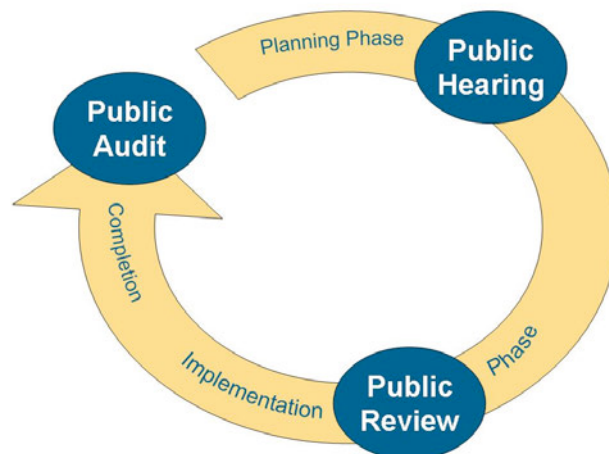 Planning Phase
Public
Hearing
Public
Audit
Completion
Implementation
Public
Review
Phase